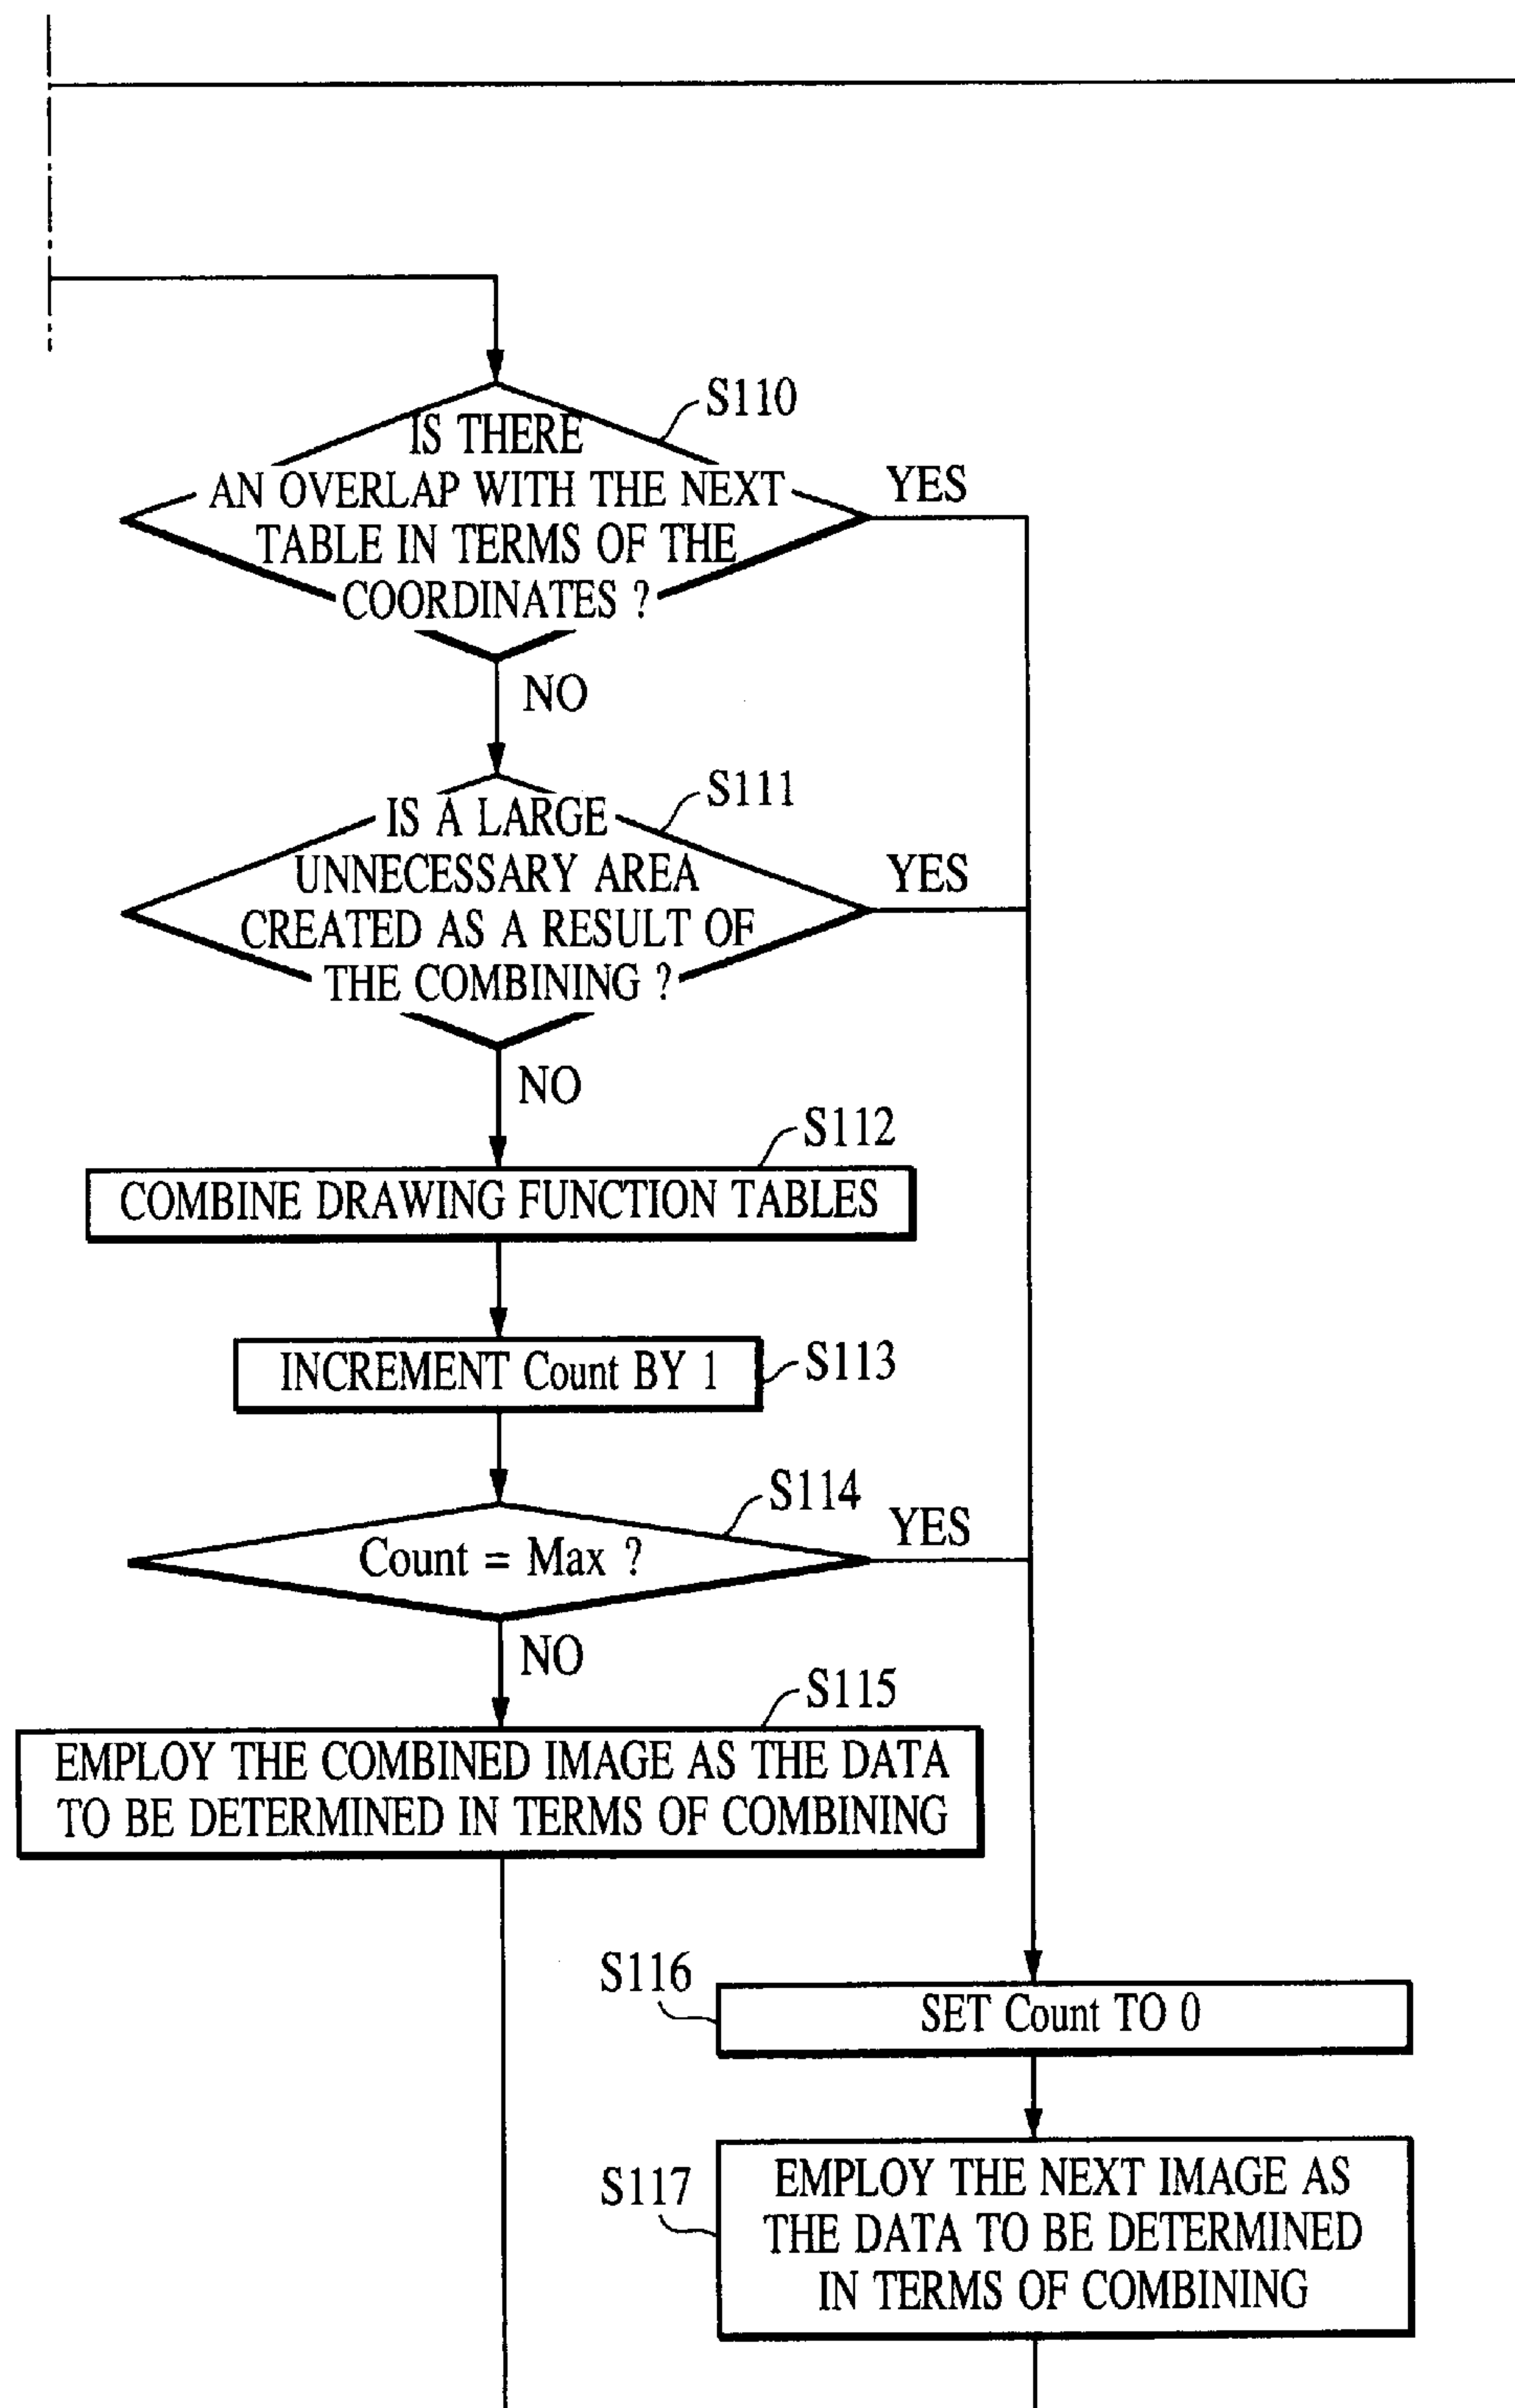 S110
IS THERE
AN OVERLAP WITH THE NEXT
TABLE IN TERMS OF THE
COORDINATES ?
YES
NO
S111
IS A LARGE
UNNECESSARY AREA
CREATED AS A RESULT OF
THE COMBINING ?
YES
NO
S112
COMBINE DRAWING FUNCTION TABLES
INCREMENT Count BY 1
S113
S114
Count = Max ?
YES
NO
S115
EMPLOY THE COMBINED IMAGE AS THE DATA
TO BE DETERMINED IN TERMS OF COMBINING
S116
SET Count TO 0
S117
EMPLOY THE NEXT IMAGE AS
THE DATA TO BE DETERMINED
IN TERMS OF COMBINING